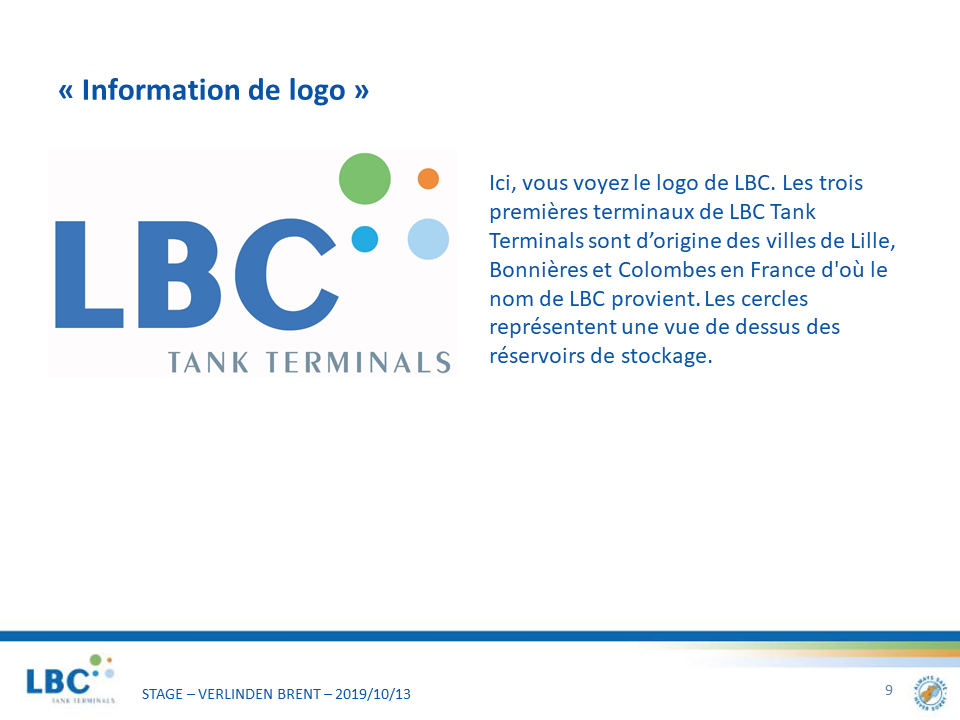 « Information de logo »
LBC
TANK TERMINALS
Ici, vous voyez le logo de LBC. Les trois
premières terminaux de LBC Tank
Terminals sont d’origine des villes de Lille,
Bonnières et Colombes en France d'où le
nom de LBC provient. Les cercles
représentent une vue de dessus des
réservoirs de stockage.
LBC
TANK TERMINALS
STAGE – VERLINDEN BRENT – 2019/10/13
9
ALWAYS SAFE
NEVER SORRY